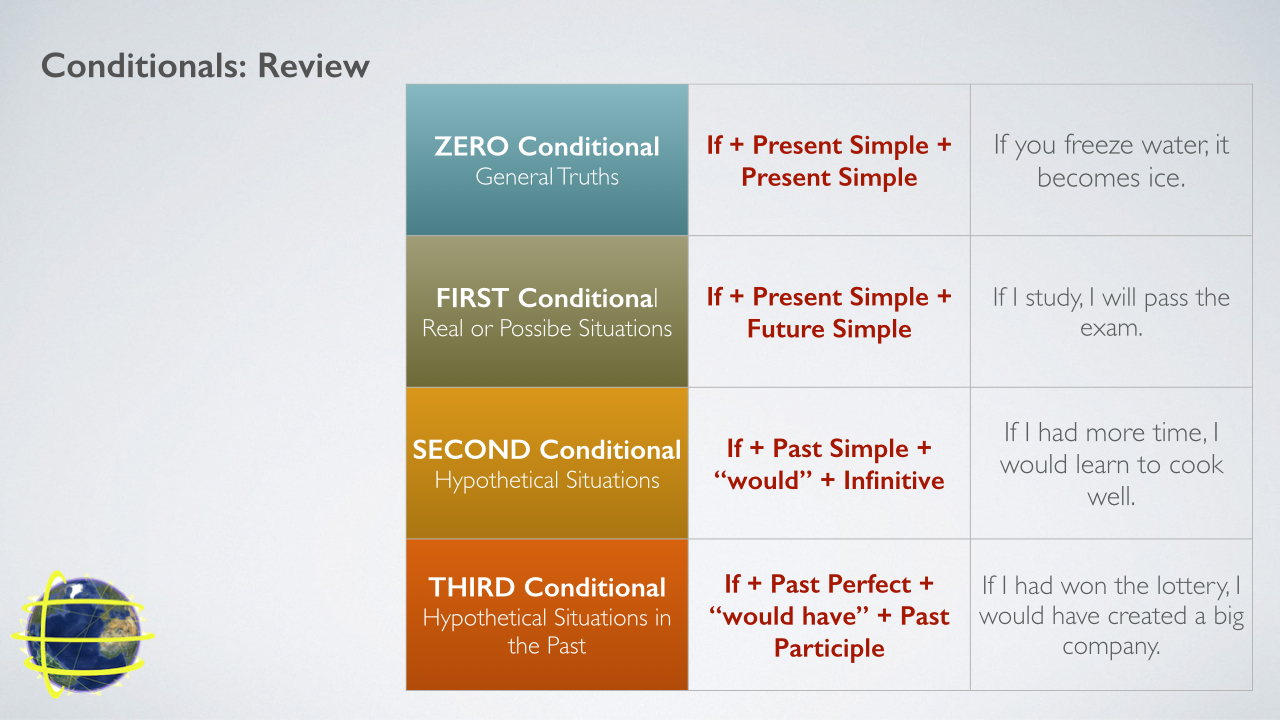 Conditionals: Review
ZERO Conditional
General Truths
If + Present Simple +
Present Simple
If you freeze water, it
becomes ice.
FIRST Conditional
Real or Possibe Situations
If + Present Simple +
Future Simple
If I study, I will pass the
exam.
SECOND Conditional
Hypothetical Situations
If + Past Simple +
“would” + Infinitive
If I had more time, I
would learn to cook
well.
THIRD Conditional
Hypothetical Situations in
the Past
If + Past Perfect +
“would have” + Past
Participle
If I had won the lottery, I
would have created a big
company.